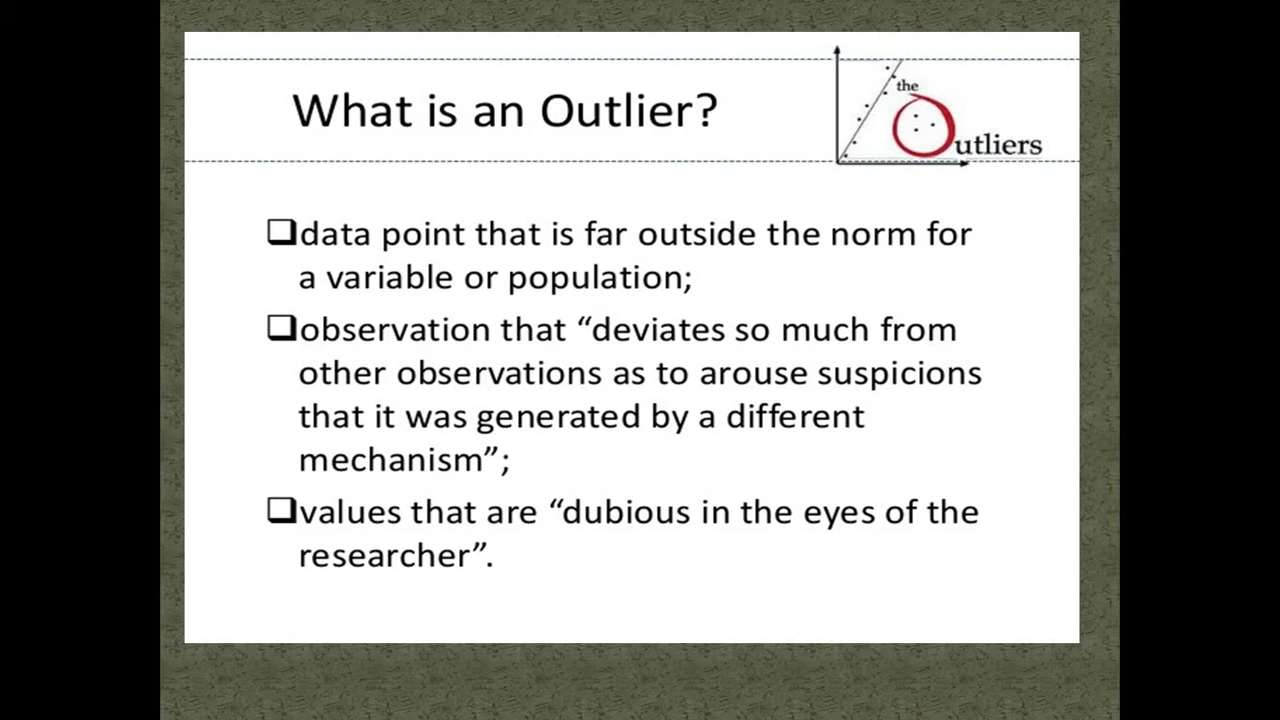 What is an Outlier?
the
Outliers
❑data point that is far outside the norm for
a variable or population;
❑observation that “deviates so much from
other observations as to arouse suspicions
that it was generated by a different
mechanism”;
❑values that are “dubious in the eyes of the
researcher”.